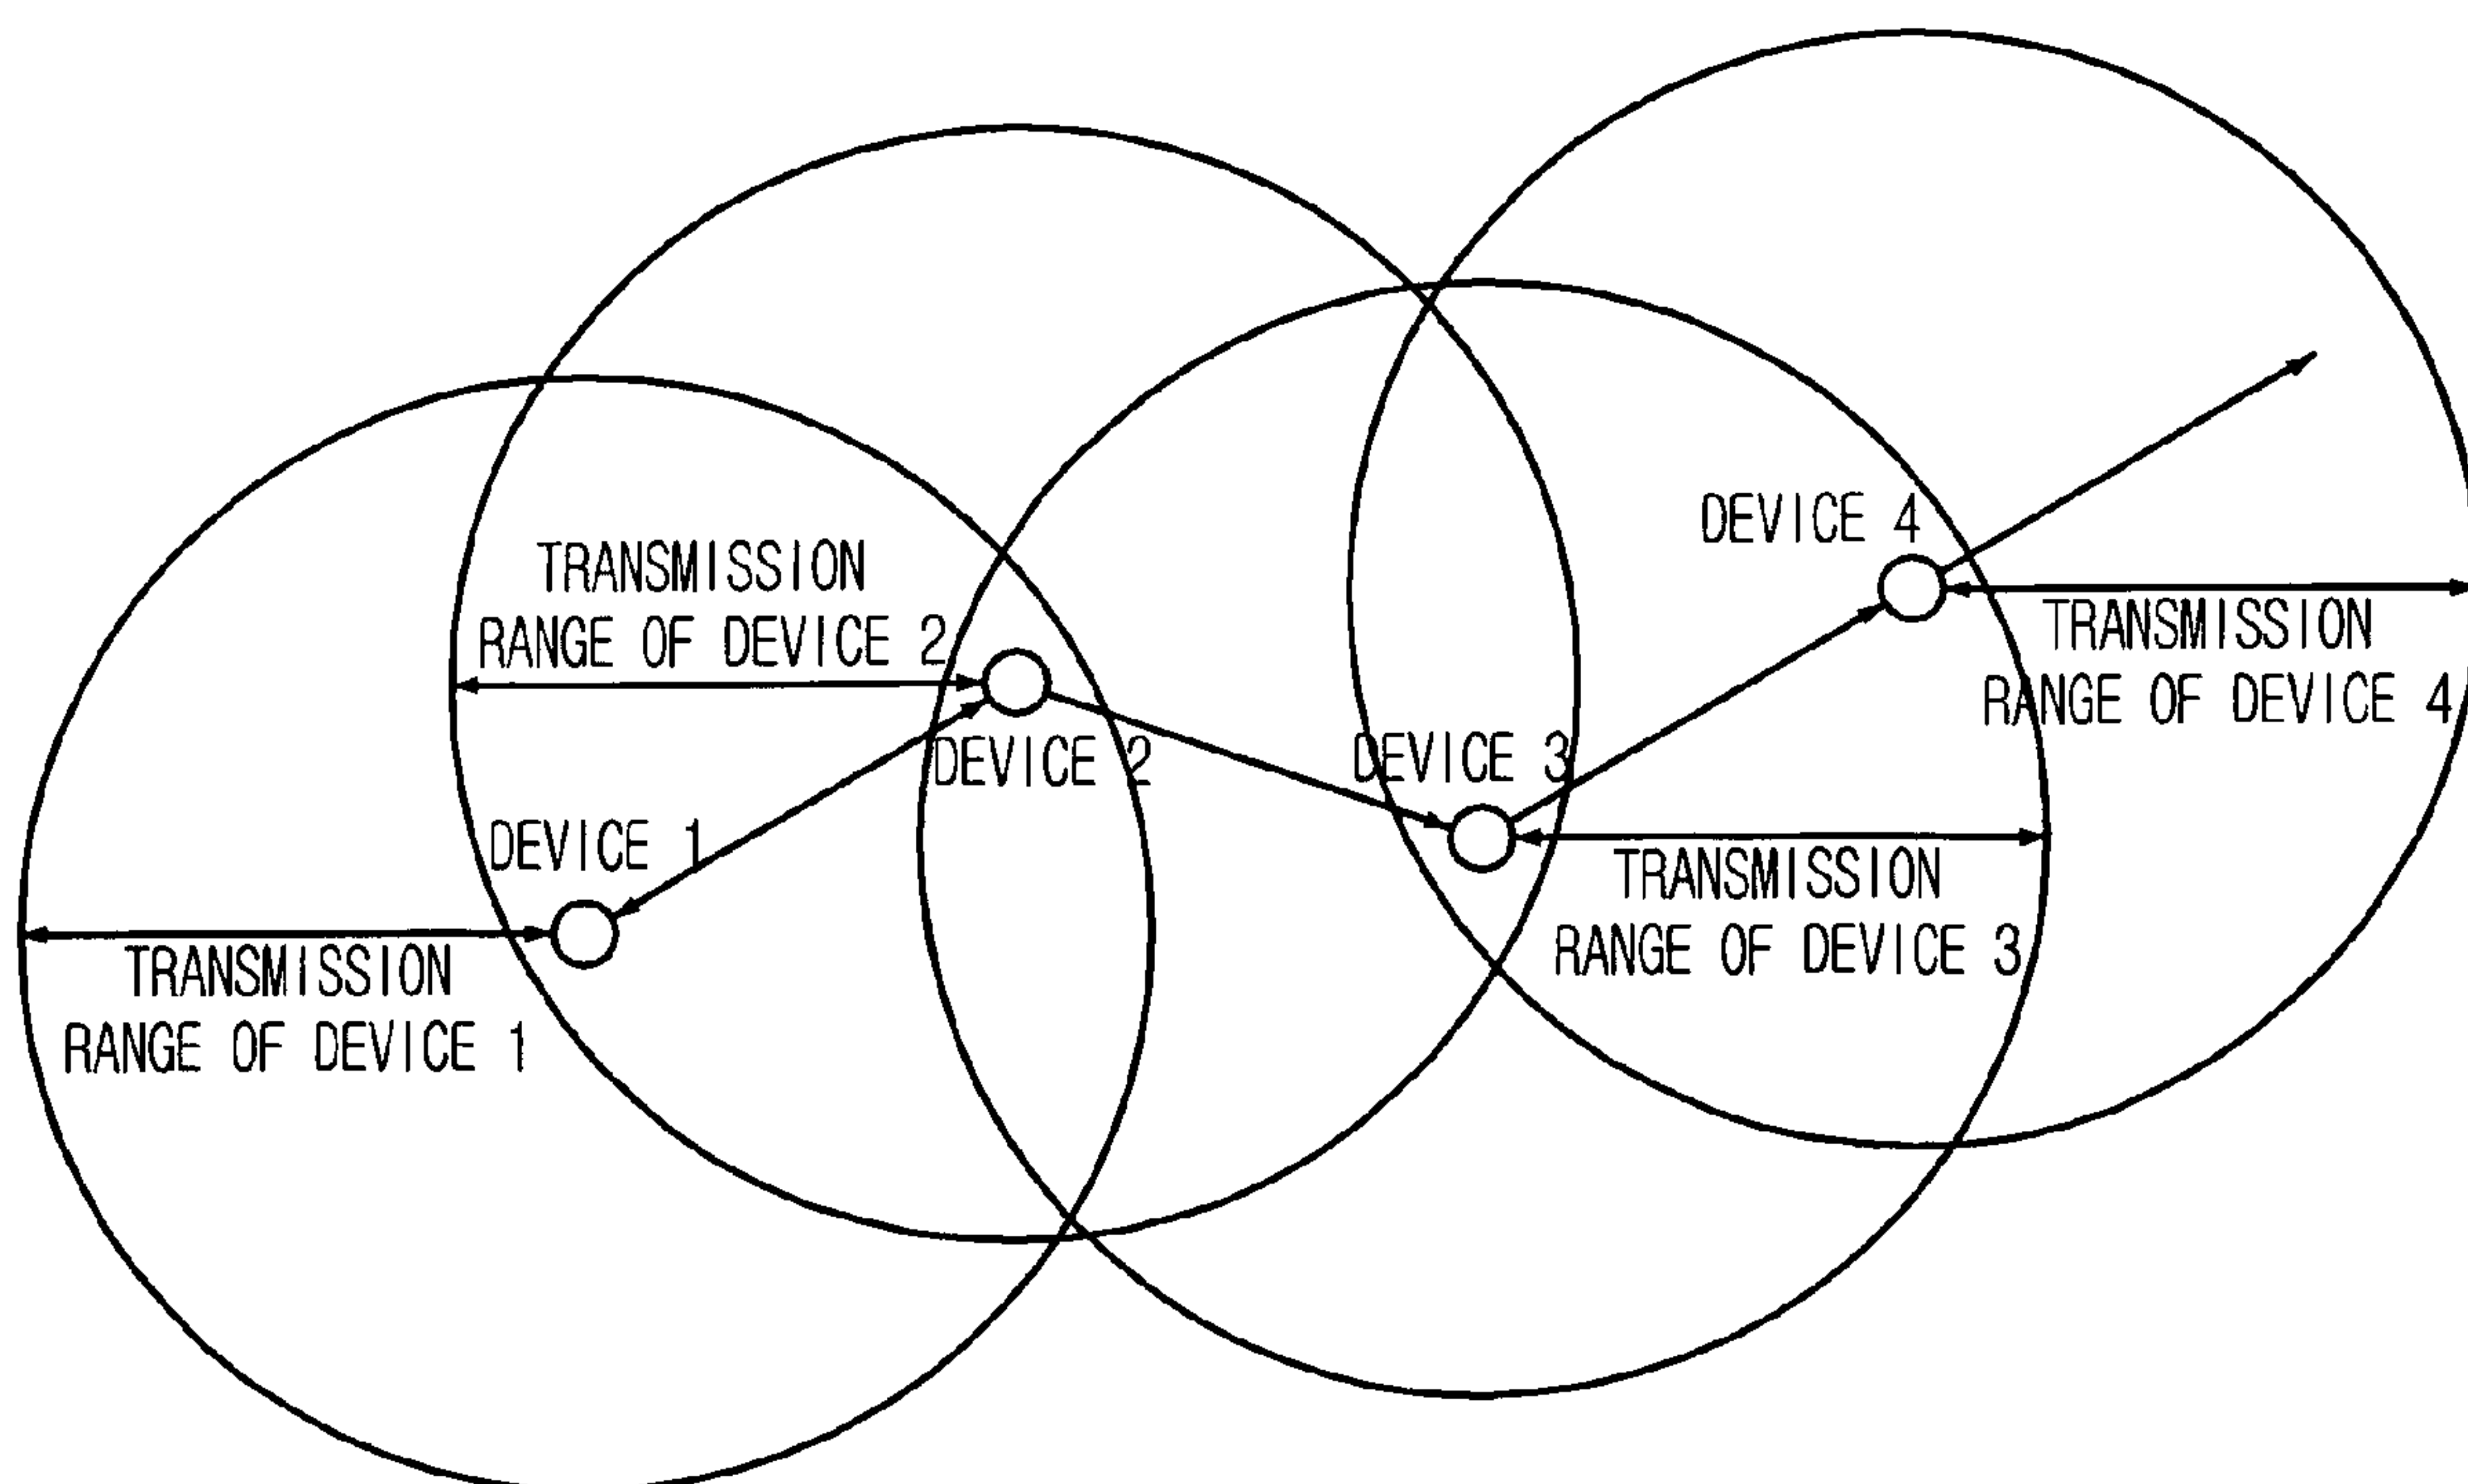 DEVICE 4
TRANSMISSION
RANGE OF DEVICE 2
TRANSMISSION
RANGE OF DEVICE 4
DEVICE 2
DEVICE 3
DEVICE 1
TRANSMISSION
RANGE OF DEVICE 3
TRANSMISSION
RANGE OF DEVICE 1